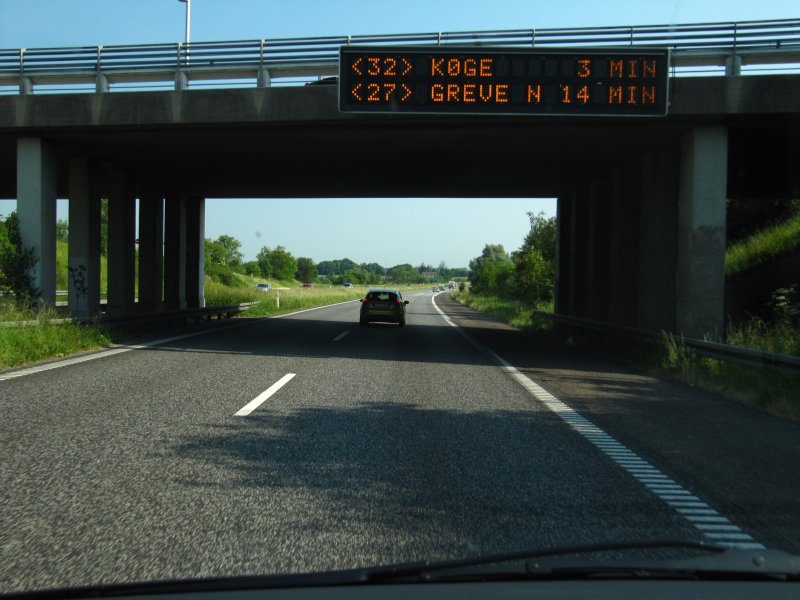 <32> KØGE 3 MIN
<27> GREVE N 14 MIN